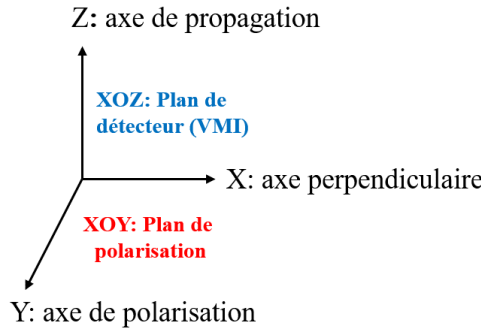 Z: axe de propagation
XOZ: Plan de
détecteur (VMI)
X: axe perpendiculaire
XOY: Plan de
polarisation
Y: axe de polarisation